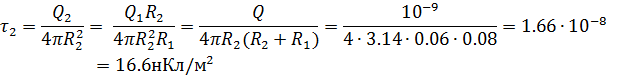 τ₂ = Q₂/(4πR₂²) = Q₁R₂/(4πR₂²R₁) = Q/(4πR₂(R₂ + R₁)) = 10⁻⁹/(4 · 3.14 · 0.06 · 0.08) = 1.66 · 10⁻⁸
= 16.6нКл/м²